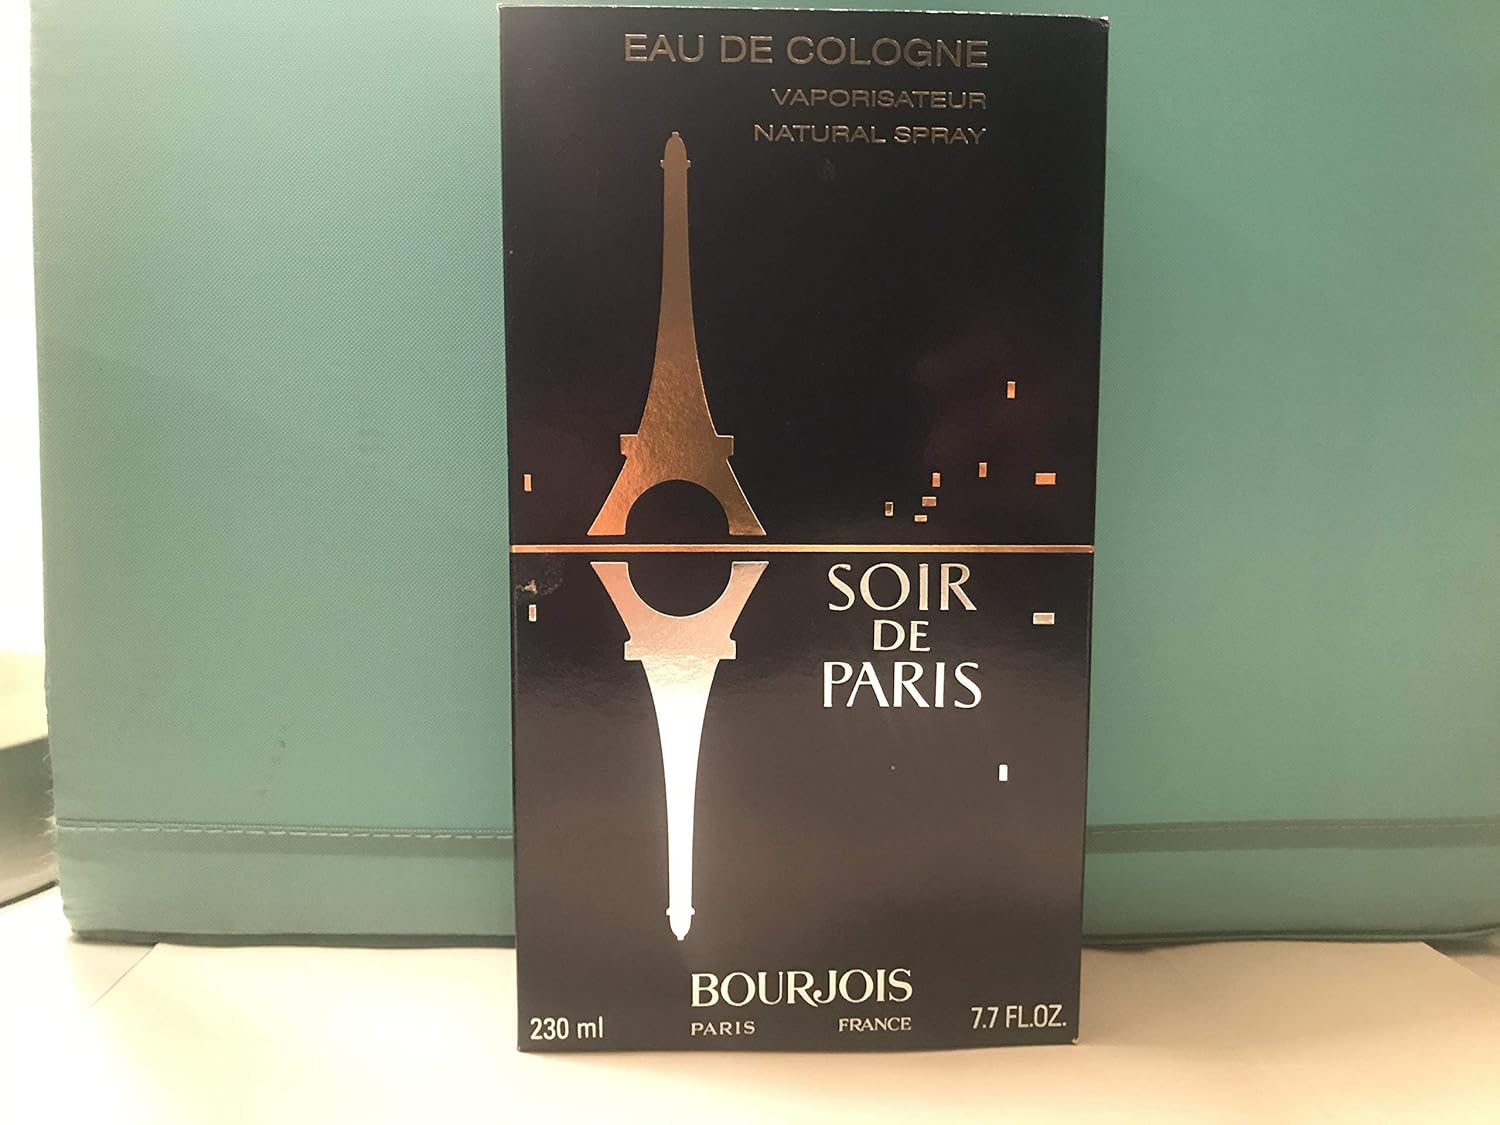 EAU DE COLOGNE
VAPORISATEUR
NATURAL SPRAY
SOIR
DE
PARIS
BOURJOIS
PARIS FRANCE
230 ml 7.7 FL.OZ.